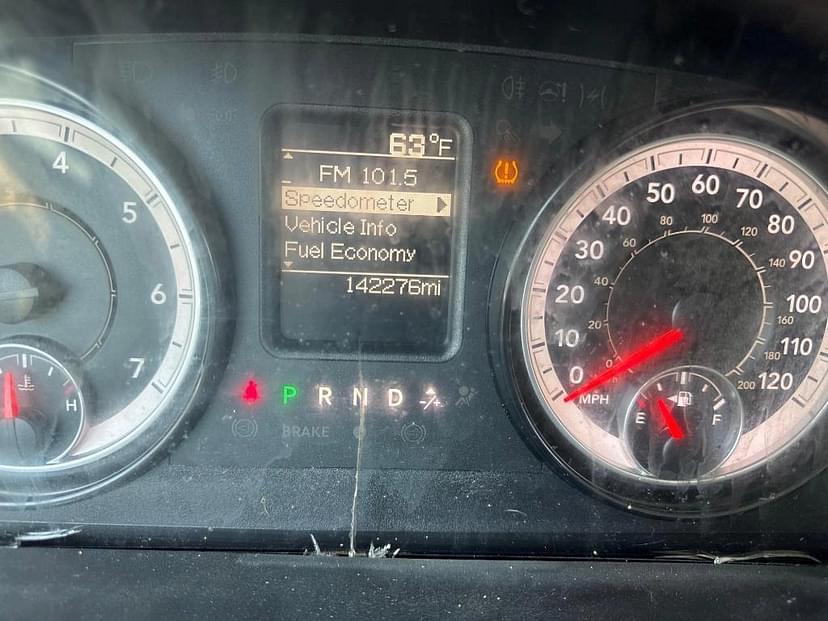 63°F
FM 101.5
Speedometer
Vehicle Info
Fuel Economy
142276mi
4
5
6
7
H
P R N D -/+
BRAKE
0 10 20 30 40 50 60 70 80 90 100 110 120
MPH
0 20 40 60 80 100 120 140 160 180 200
E F